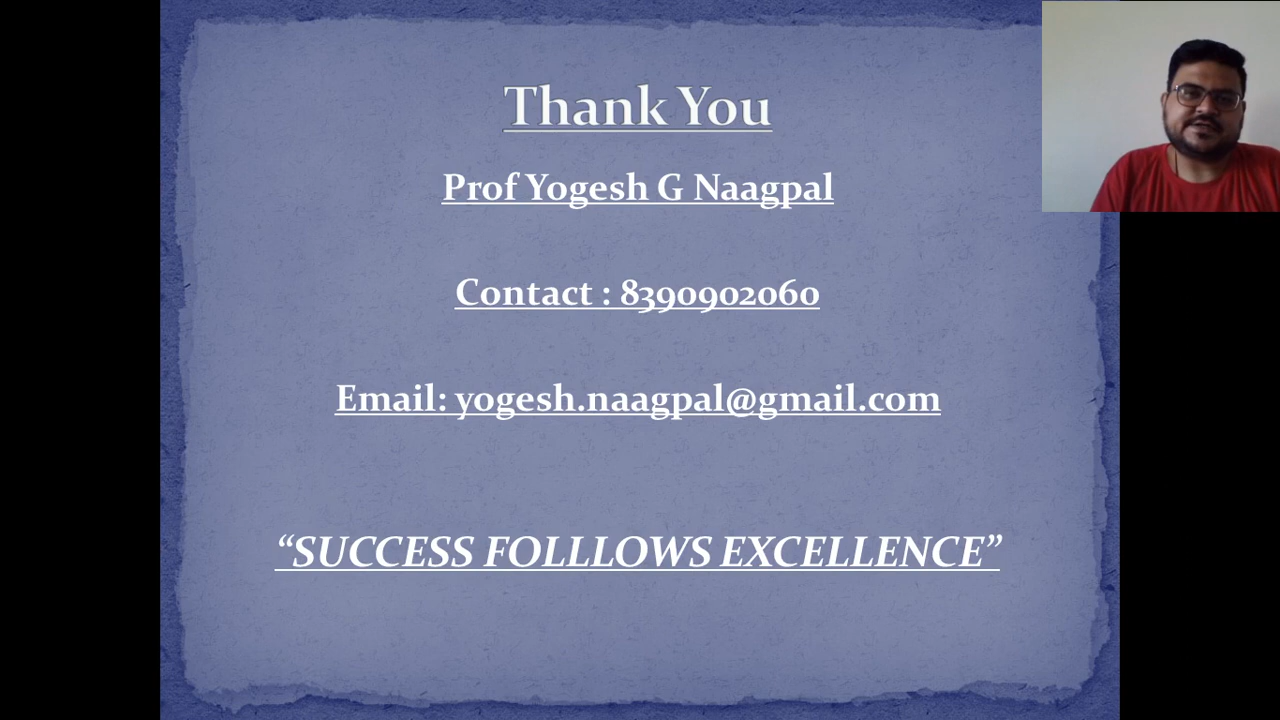 Thank You
Prof Yogesh G Naagpal
Contact : 8390902060
Email: yogesh.naagpal@gmail.com
“SUCCESS FOLLLOWS EXCELLENCE”